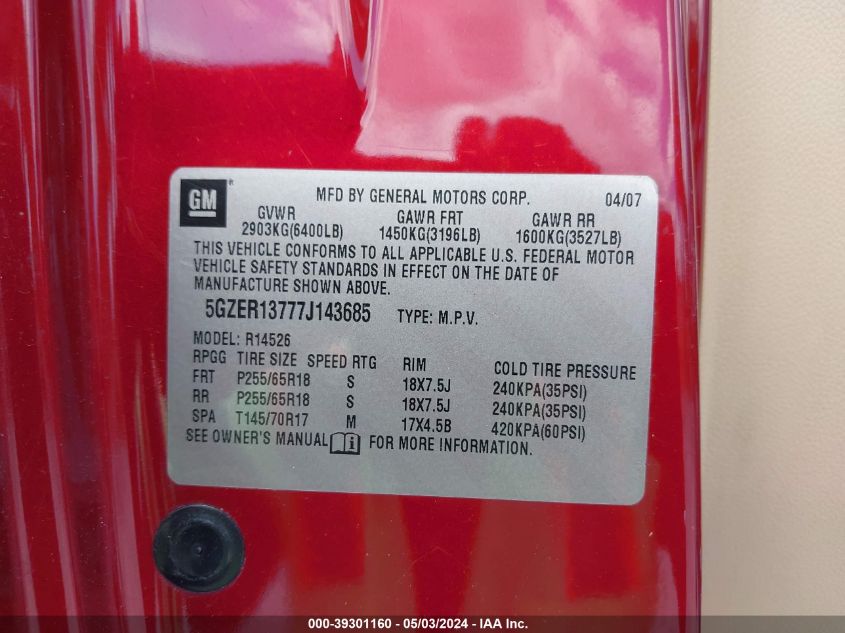 GM
MFD BY GENERAL MOTORS CORP. 04/07
GVWR GAWR FRT GAWR RR
2903KG(6400LB) 1450KG(3196LB) 1600KG(3527LB)
THIS VEHICLE CONFORMS TO ALL APPLICABLE U.S. FEDERAL MOTOR
VEHICLE SAFETY STANDARDS IN EFFECT ON THE DATE OF
MANUFACTURE SHOWN ABOVE.
5GZER13777J143685 TYPE: M.P.V.
MODEL: R14526
RPGG TIRE SIZE SPEED RTG RIM COLD TIRE PRESSURE
FRT P255/65R18 S 18X7.5J 240KPA(35PSI)
RR P255/65R18 S 18X7.5J 240KPA(35PSI)
SPA T145/70R17 M 17X4.5B 420KPA(60PSI)
SEE OWNER'S MANUAL i FOR MORE INFORMATION.
000-39301160 - 05/03/2024 - IAA Inc.